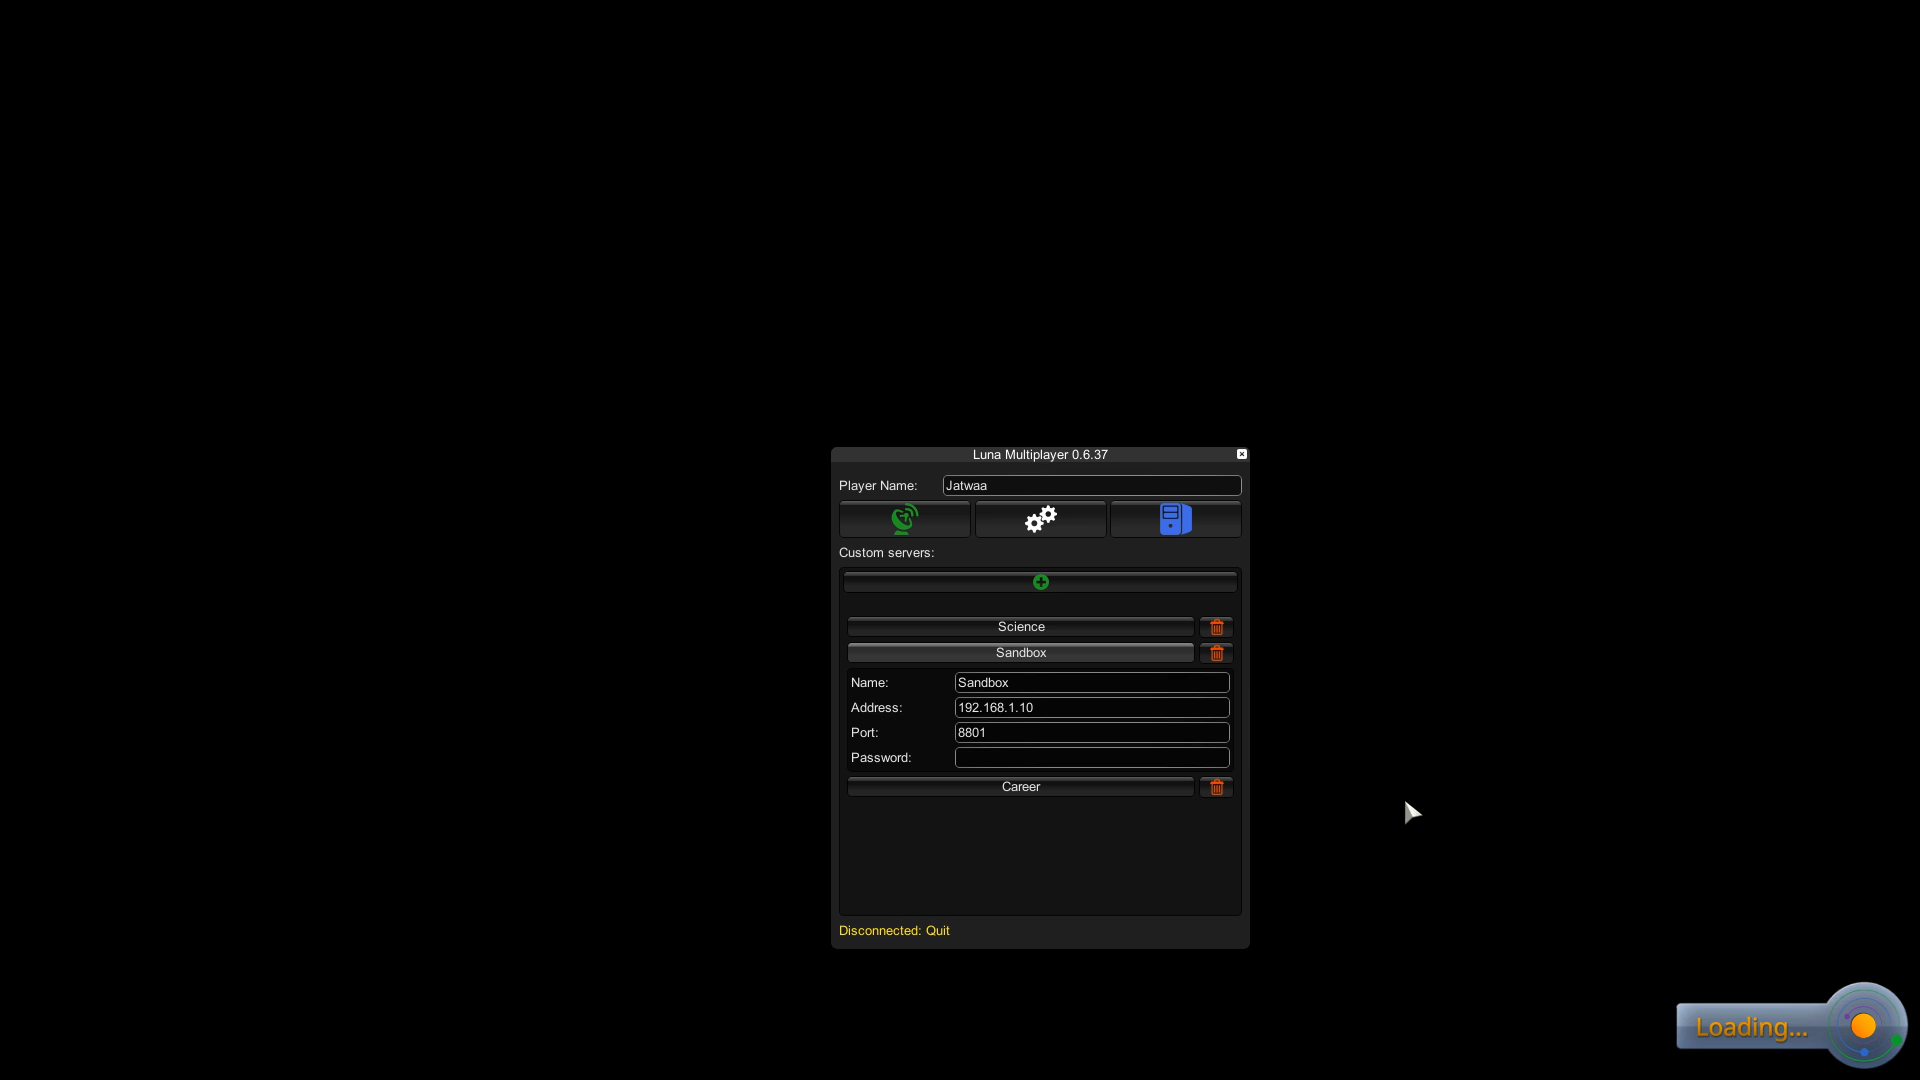 Luna Multiplayer 0.6.37
Player Name: Jatwaa
Custom servers:
Science
Sandbox
Name: Sandbox
Address: 192.168.1.10
Port: 8801
Password:
Career
Disconnected: Quit
Loading...